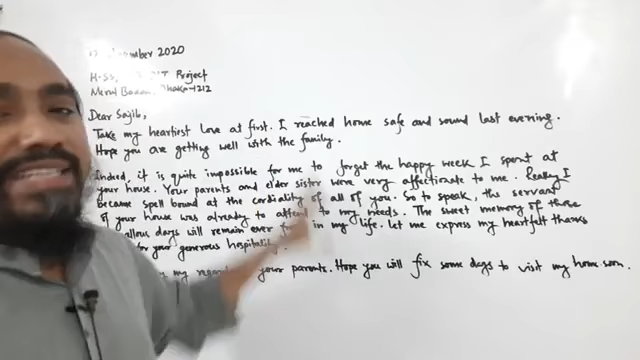 2020
H-55, Project
Merul Dhaka-1212
Dear Sajib,
Take my heartiest love at first. I reached home safe and sound last evening.
Hope you are getting well with the family.
Indeed, it is quite impossible for me to forget the happy week I spent at
your house. Your parents and elder sister were very affectionate to me. Really I
became spell bound at the cordiality of all of you. So to speak, the servant
of your house was already to attend to my needs. The sweet memory of those
days will remain ever in my life. Let me express my heartfelt thanks
for your generous hospitality.
my your parents. Hope you will fix some days to visit my home soon.